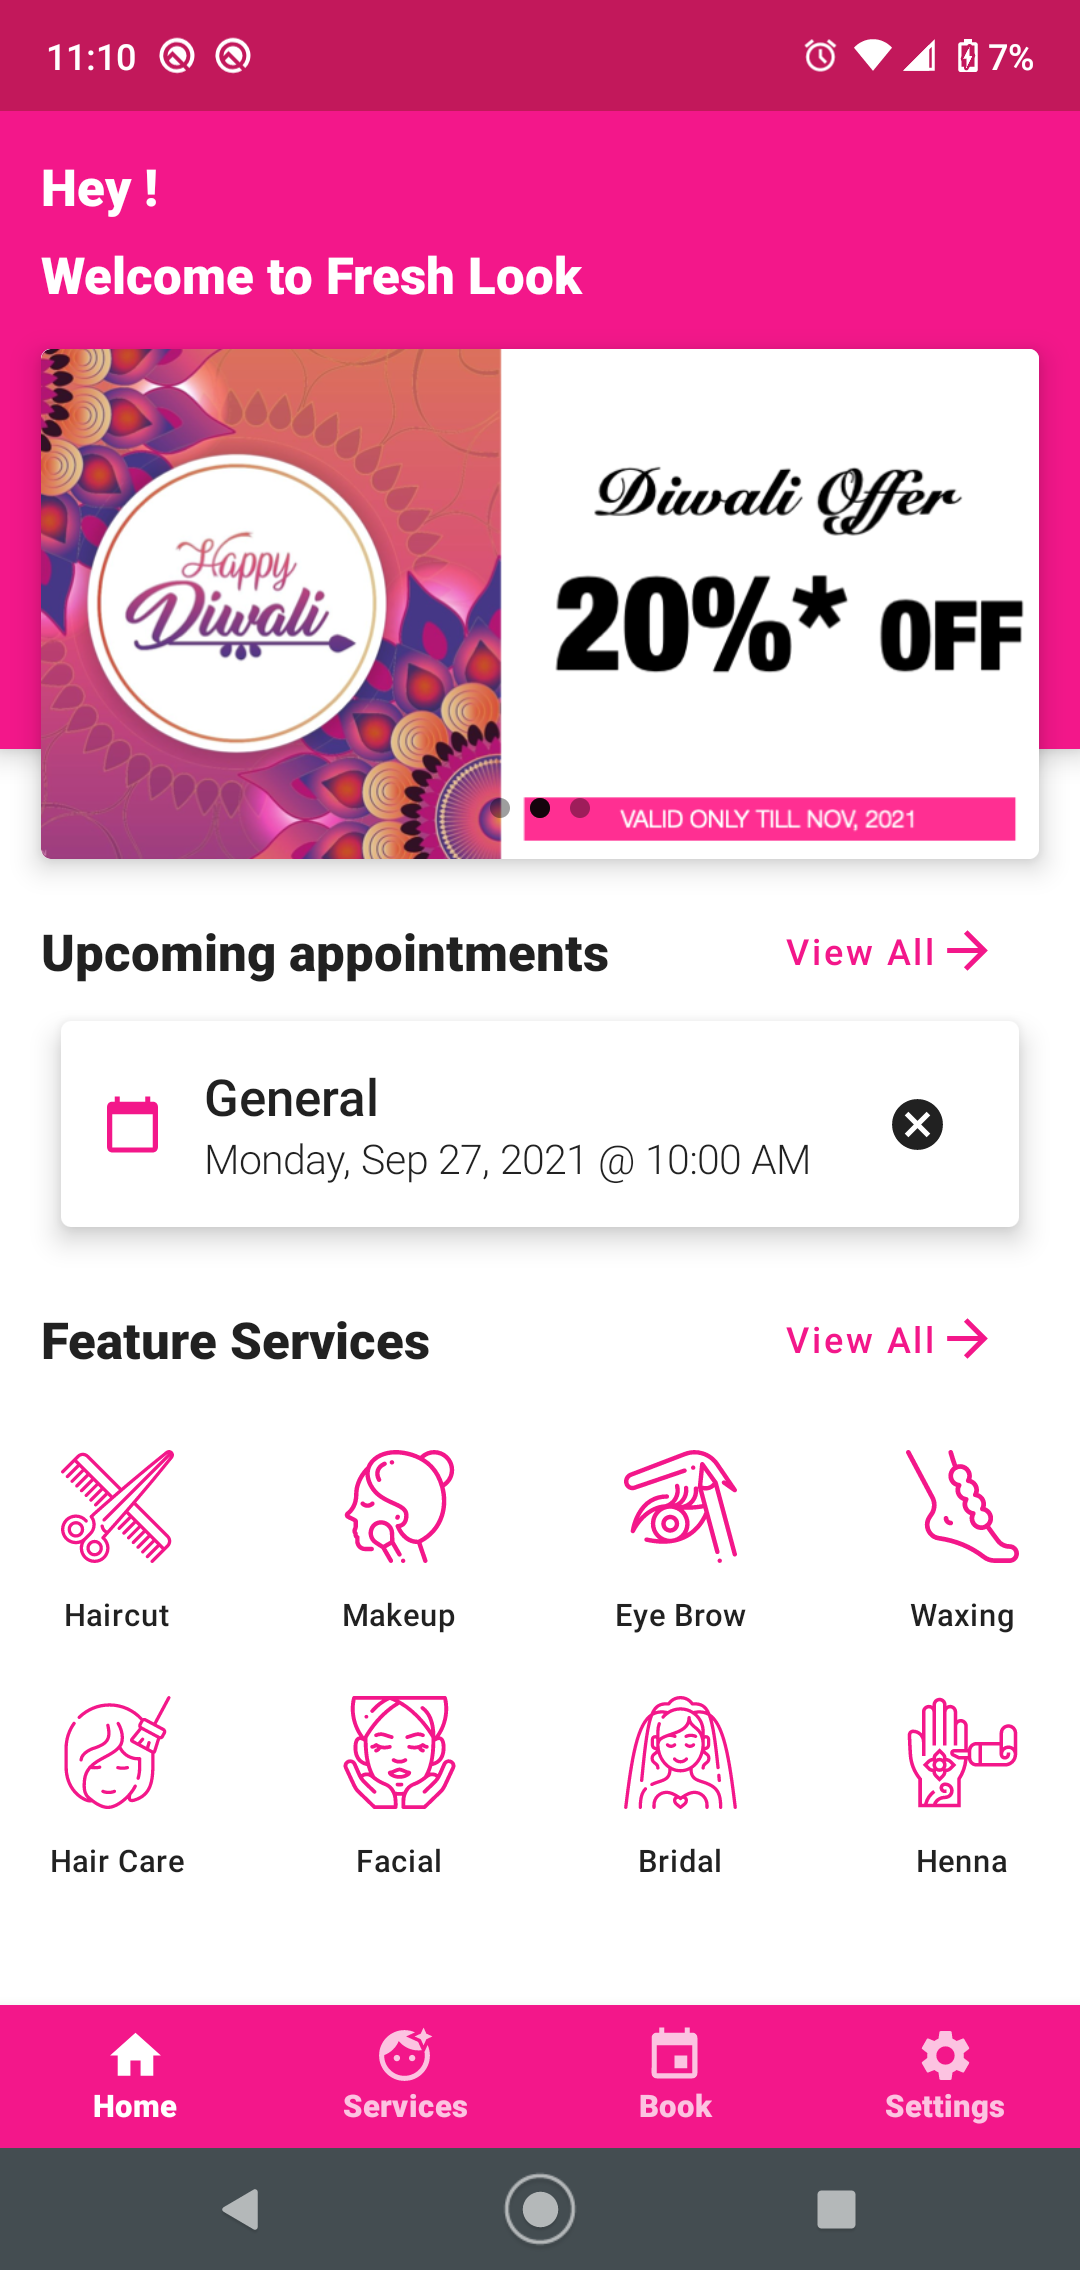 11:10
7%
Hey !
Welcome to Fresh Look
Happy
Diwali
Diwali Offer
20%* OFF
VALID ONLY TILL NOV, 2021
Upcoming appointments
View All
General
Monday, Sep 27, 2021 @ 10:00 AM
Feature Services
View All
Haircut
Makeup
Eye Brow
Waxing
Hair Care
Facial
Bridal
Henna
Home
Services
Book
Settings